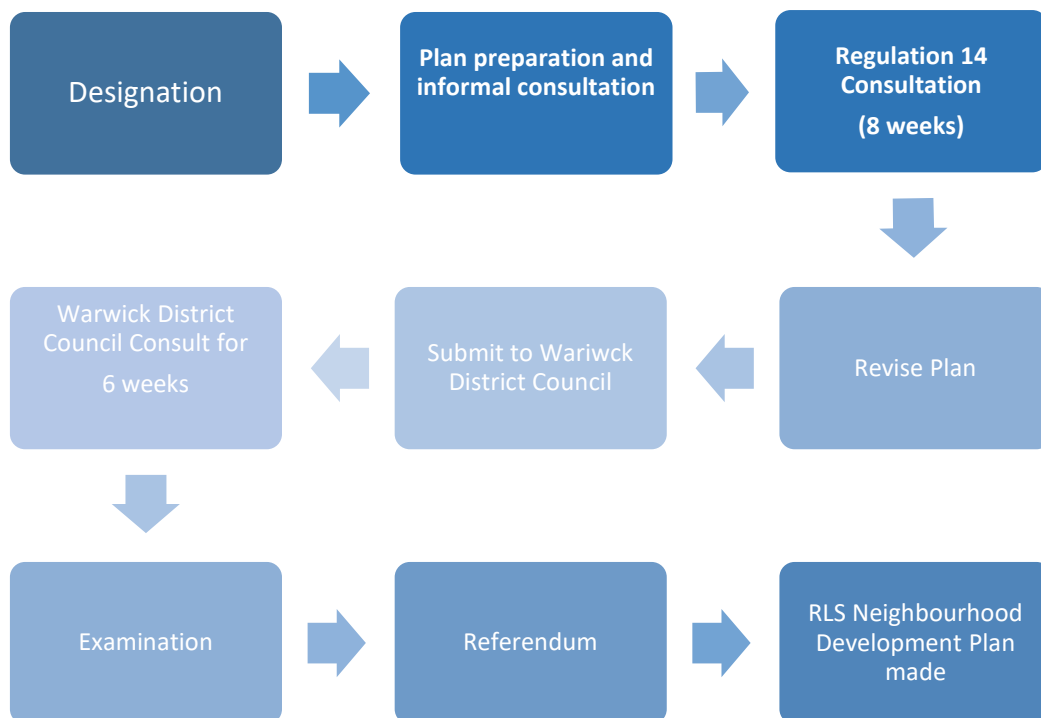 Designation
Plan preparation and
informal consultation
Regulation 14
Consultation
(8 weeks)
Revise Plan
Submit to Wariwck
District Council
Warwick District
Council Consult for
6 weeks
Examination
Referendum
RLS Neighbourhood
Development Plan
made